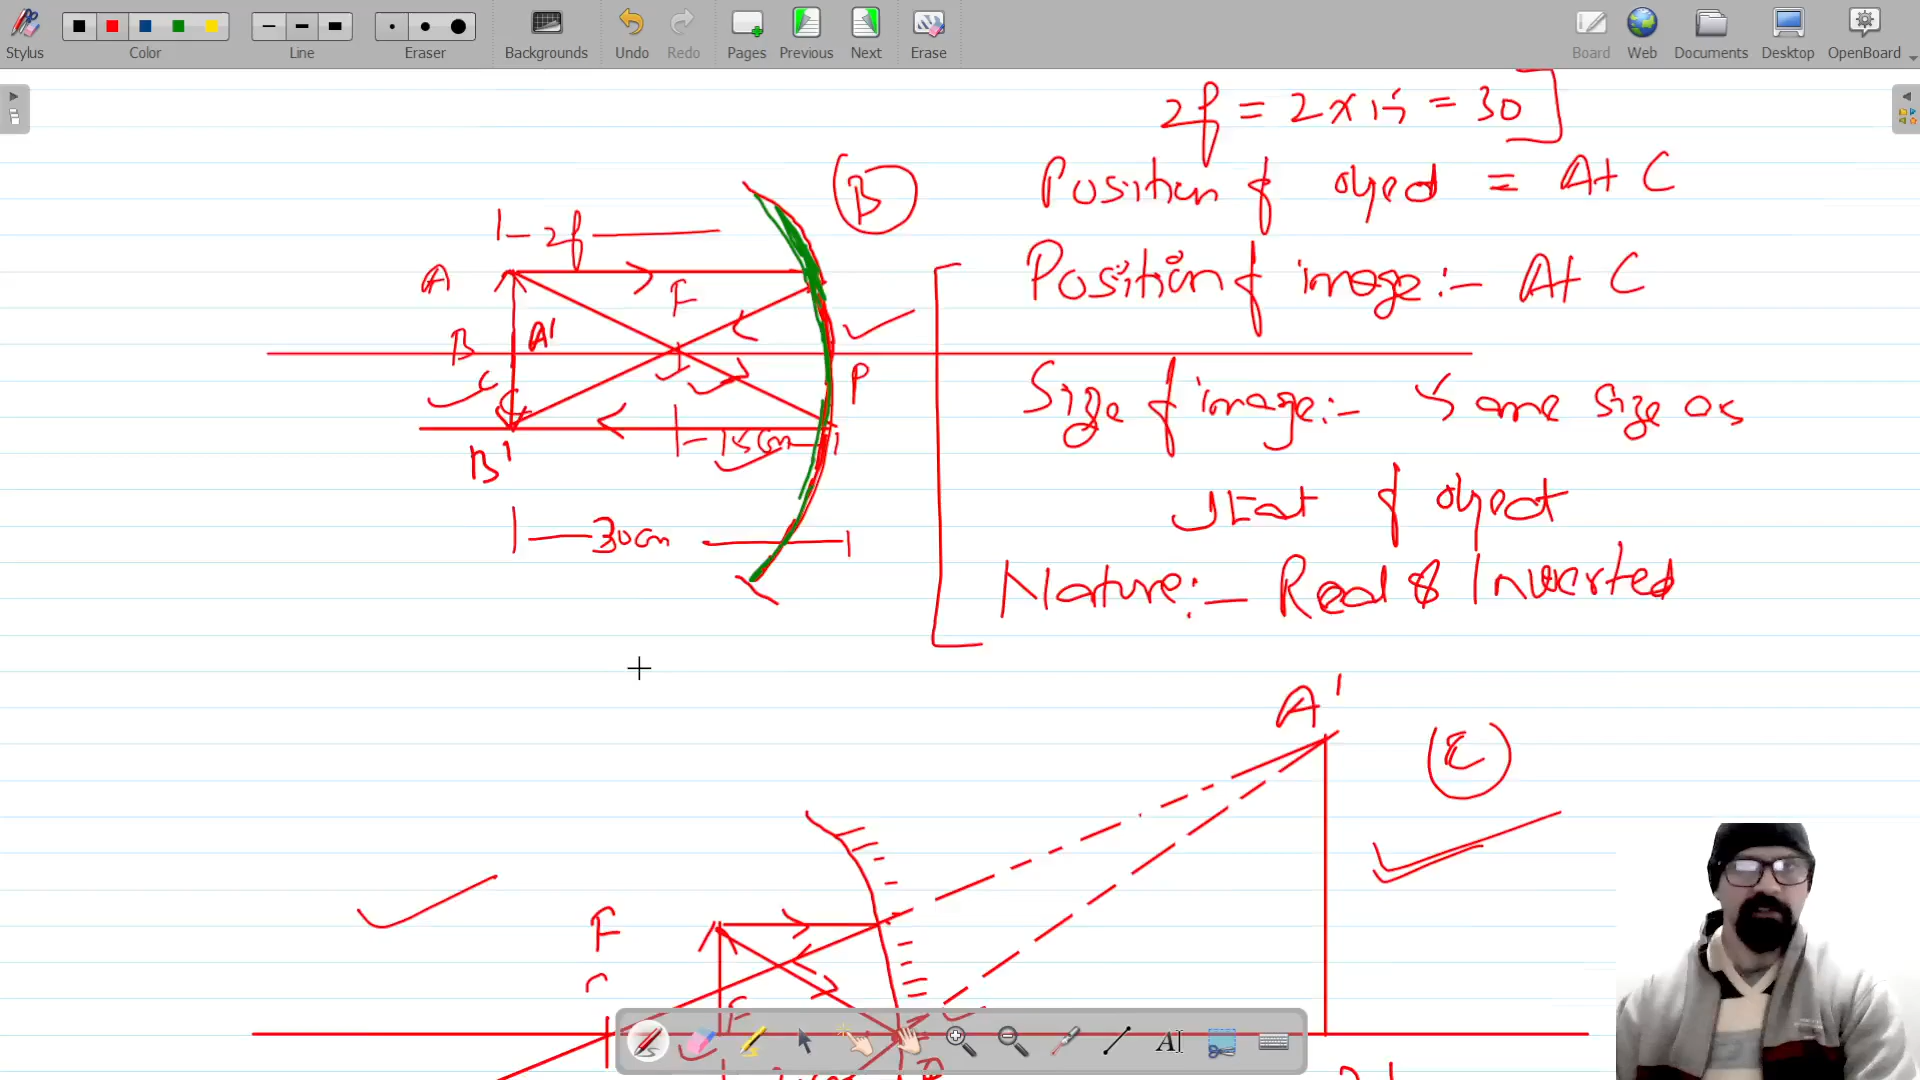 Stylus Color Line Eraser Backgrounds Undo Redo Pages Previous Next Erase Board Web Documents Desktop OpenBoard
2f = 2 x 15 = 30
Position of object = At C
Position of image:- At C
Size of image:- Same size as
that of object
Nature:- Real & Inverted
B
2f
A
F
B
A'
C
P
15cm
B'
30cm
A'
E
F
F